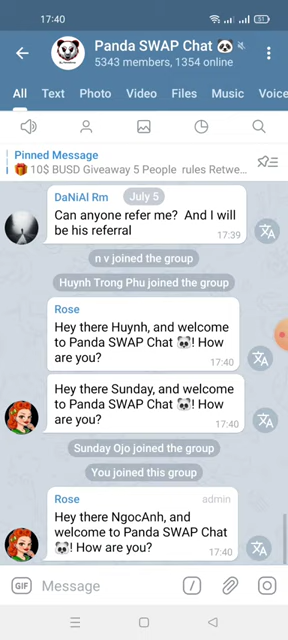 17:40
51
Panda SWAP Chat 🐼
5343 members, 1354 online
All Text Photo Video Files Music Voice
Pinned Message
🎁 10$ BUSD Giveaway 5 People rules Retwe...
DaNiAl Rm
July 5
Can anyone refer me? And I will
be his referral
17:39
n v joined the group
Huynh Trong Phu joined the group
Rose
Hey there Huynh, and welcome
to Panda SWAP Chat 🐼! How
are you?
17:40
Hey there Sunday, and welcome
to Panda SWAP Chat 🐼! How
are you?
17:40
Sunday Ojo joined the group
You joined this group
Rose admin
Hey there NgocAnh, and
welcome to Panda SWAP Chat
🐼! How are you?
17:40
GIF Message